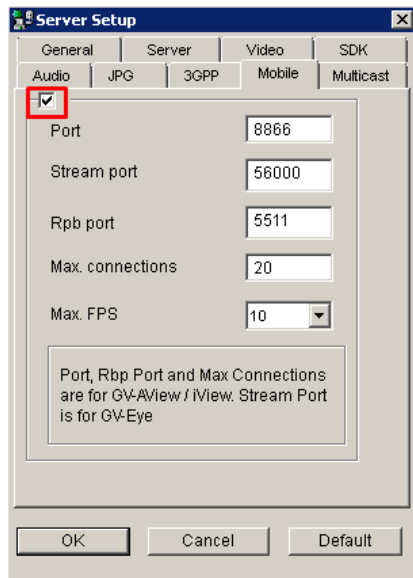 Server Setup
General Server Video SDK
Audio JPG 3GPP Mobile Multicast
Port 8866
Stream port 56000
Rpb port 5511
Max. connections 20
Max. FPS 10
Port, Rbp Port and Max Connections
are for GV-AView / iView. Stream Port
is for GV-Eye
OK Cancel Default